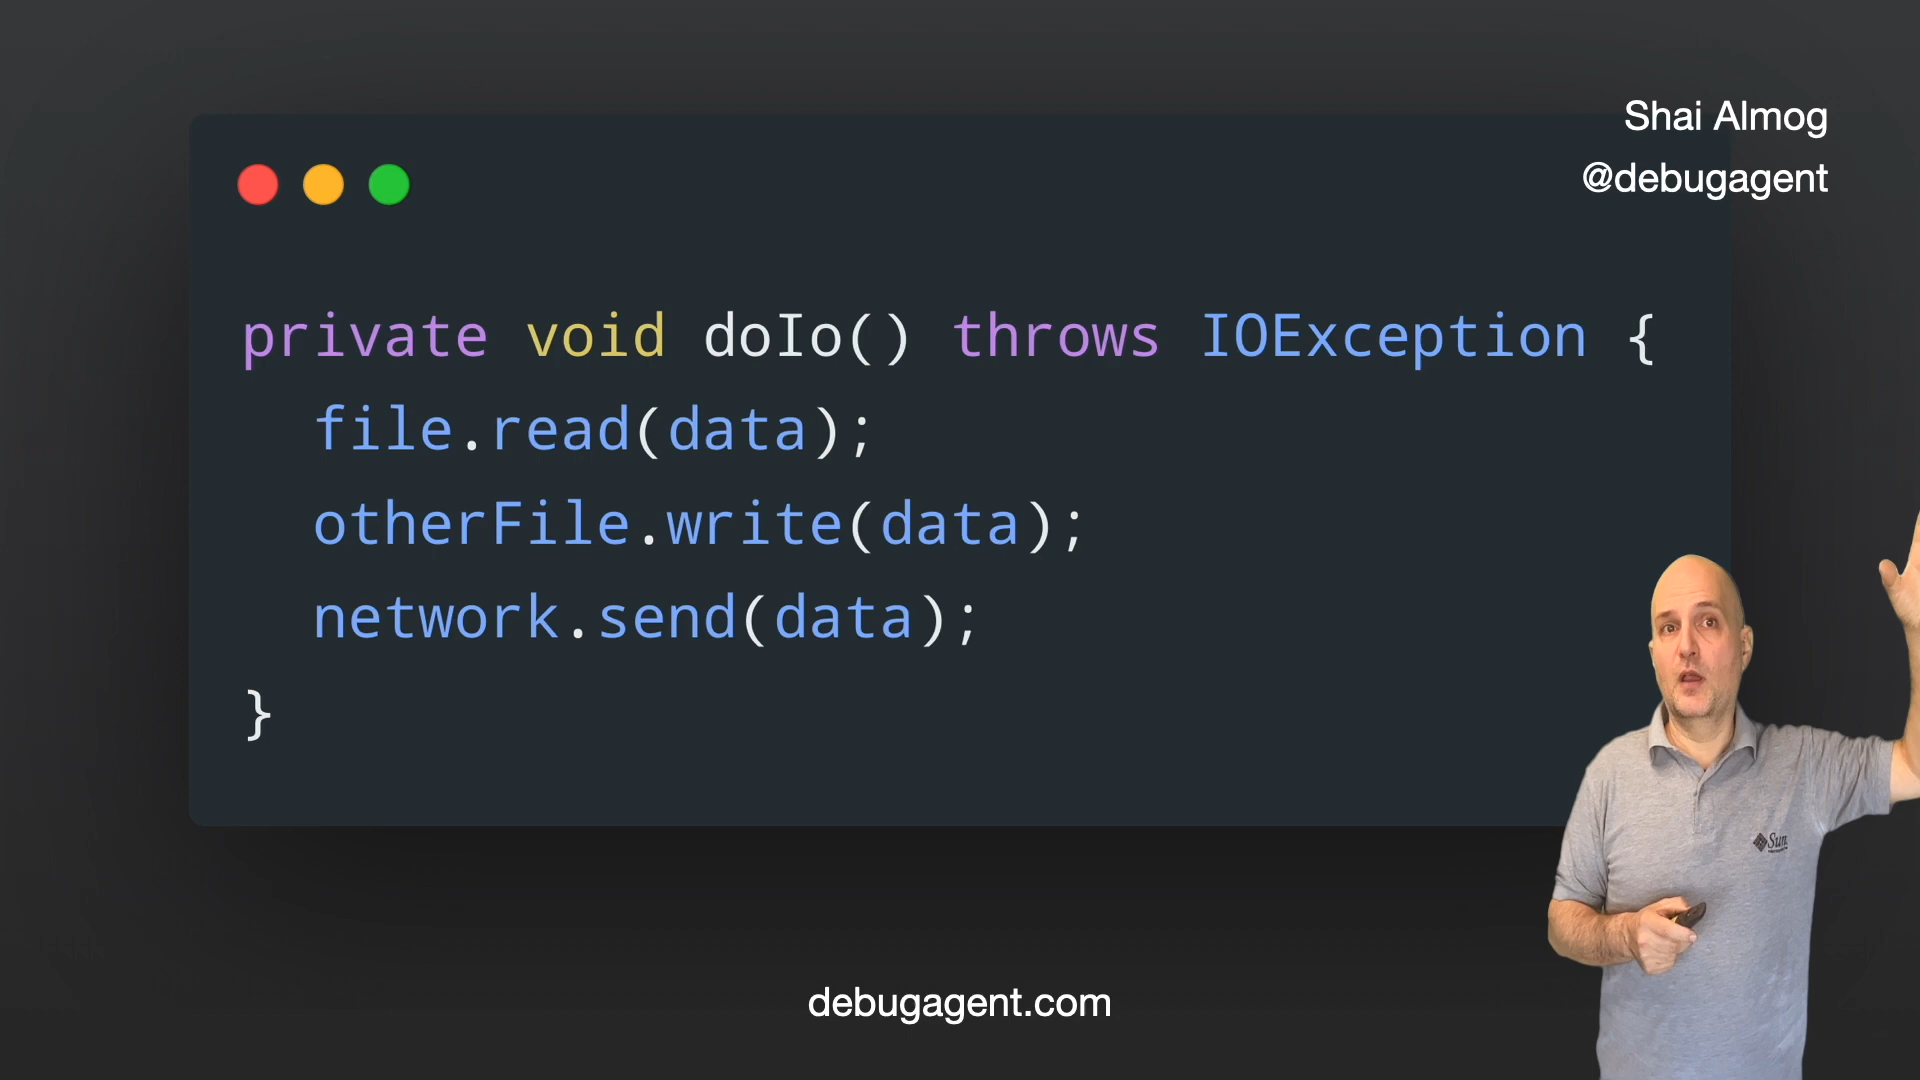 Shai Almog
@debugagent
private void doIo() throws IOException {
file.read(data);
otherFile.write(data);
network.send(data);
}
Sun
debugagent.com